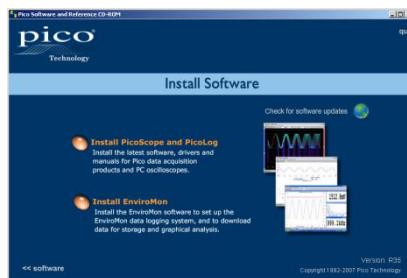 Pico Software and Reference CD-ROM
pico
Technology
qu
Install Software
Check for software updates
Install PicoScope and PicoLog
Install the latest software, drivers and
manuals for Pico data acquisition
products and PC oscilloscopes.
Install EnviroMon
Install the EnviroMon software to set up the
EnviroMon data logging system, and to download
data for storage and graphical analysis.
<< software
Version: R35
Copyright 1992-2007 Pico Technology